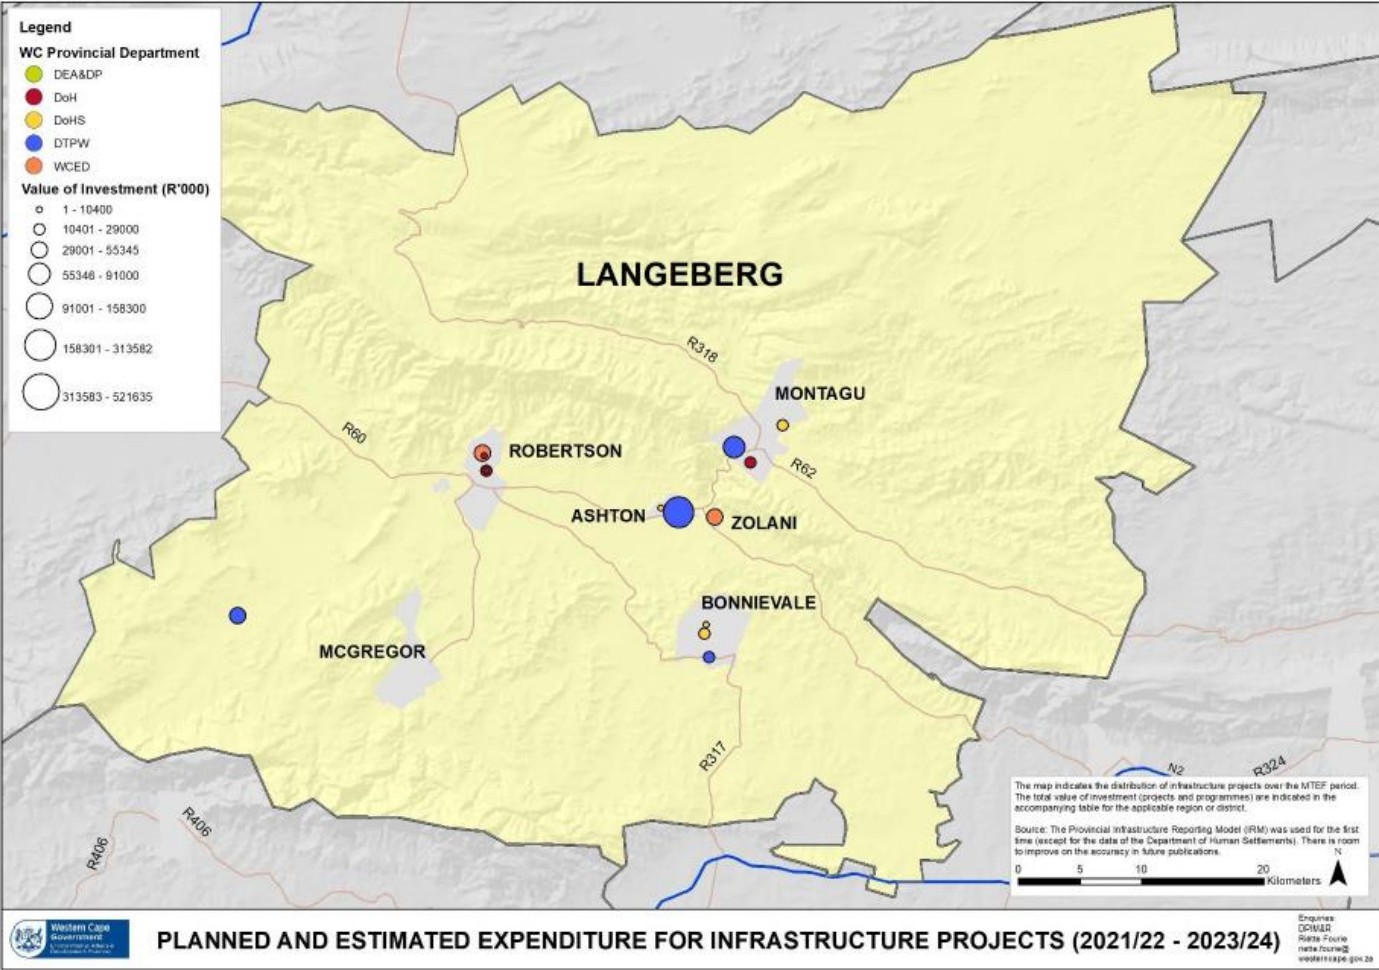 Legend
WC Provincial Department
DEA&DP
DoH
DoHS
DTPW
WCED
Value of Investment (R'000)
1 - 10400
10401 - 29000
29001 - 55345
55346 - 91000
91001 - 158300
158301 - 313582
313583 - 521635
LANGEBERG
R318
MONTAGU
R60
ROBERTSON
R62
ASHTON
ZOLANI
BONNIEVALE
MCGREGOR
R317
N2
R324
R406
R406
The map indicates the distribution of infrastructure projects over the MTEF period.
The total value of investment (projects and programmes) are indicated in the
accompanying table for the applicable region or district.
Source: The Provincial Infrastructure Reporting Model (IRM) was used for the first
time (except for the data of the Department of Human Settlements). There is room
to improve on the accuracy in future publications.
N
0 5 10 20
Kilometers
Western Cape
Government
PLANNED AND ESTIMATED EXPENDITURE FOR INFRASTRUCTURE PROJECTS (2021/22 - 2023/24)
Enquiries:
Riette Fourie
westerncape.gov.za